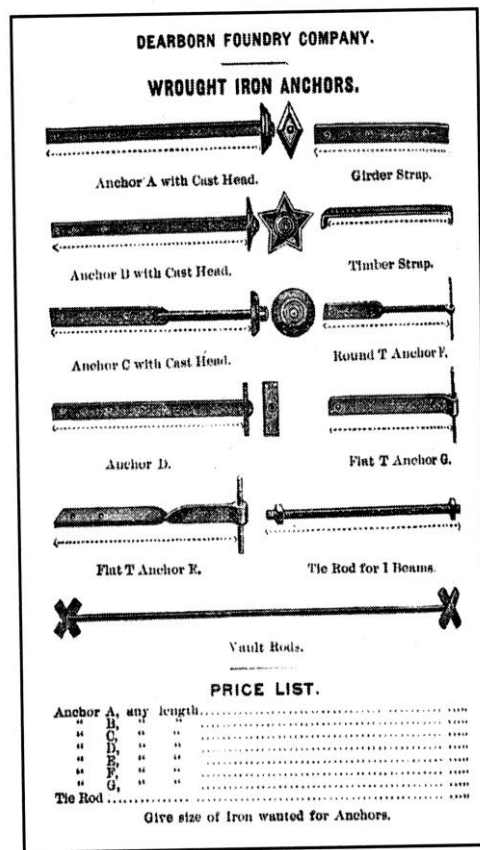 DEARBORN FOUNDRY COMPANY.
WROUGHT IRON ANCHORS.
Anchor A with Cast Head.
Girder Strap.
Anchor B with Cast Head.
Timber Strap.
Anchor C with Cast Head.
Round T Anchor F.
Anchor D.
Flat T Anchor G.
Flat T Anchor E.
Tie Rod for I Beams.
Vault Rods.
PRICE LIST.
Anchor A, any length
" B, " "
" C, " "
" D, " "
" E, " "
" F, " "
" G, " "
Tie Rod
Give size of Iron wanted for Anchors.